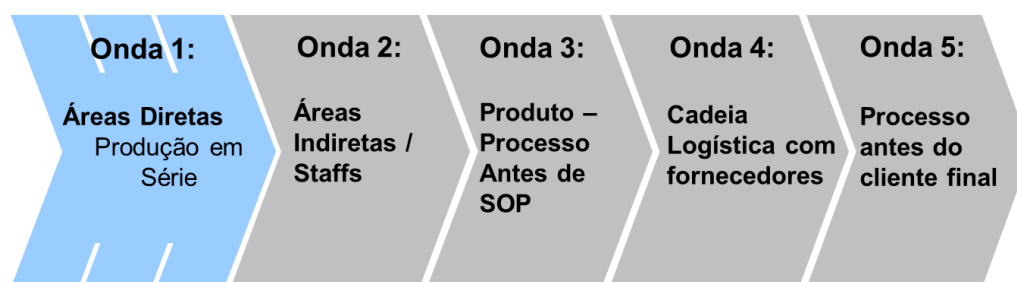 Onda 1:
Áreas Diretas
Produção em
Série
Onda 2:
Áreas
Indiretas /
Staffs
Onda 3:
Produto –
Processo
Antes de
SOP
Onda 4:
Cadeia
Logística com
fornecedores
Onda 5:
Processo
antes do
cliente final